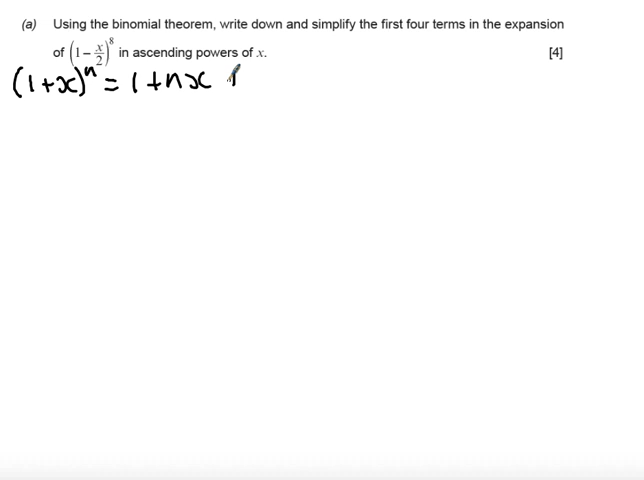 (a) Using the binomial theorem, write down and simplify the first four terms in the expansion
of (1 − x/2)^8 in ascending powers of x. [4]
(1+x)^n = 1 + nx